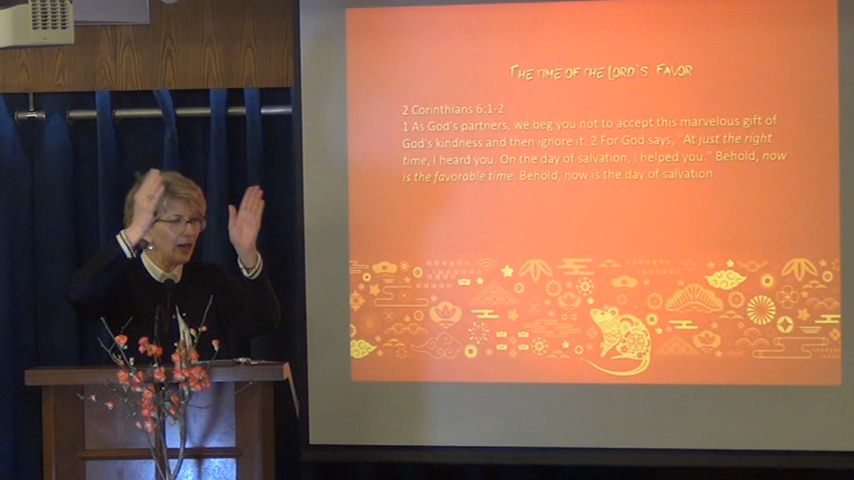 THE TIME OF THE LORD'S FAVOR
2 Corinthians 6:1-2
1 As God's partners, we beg you not to accept this marvelous gift of
God's kindness and then ignore it. 2 For God says, "At just the right
time, I heard you. On the day of salvation, I helped you." Behold, now
is the favorable time. Behold, now is the day of salvation.